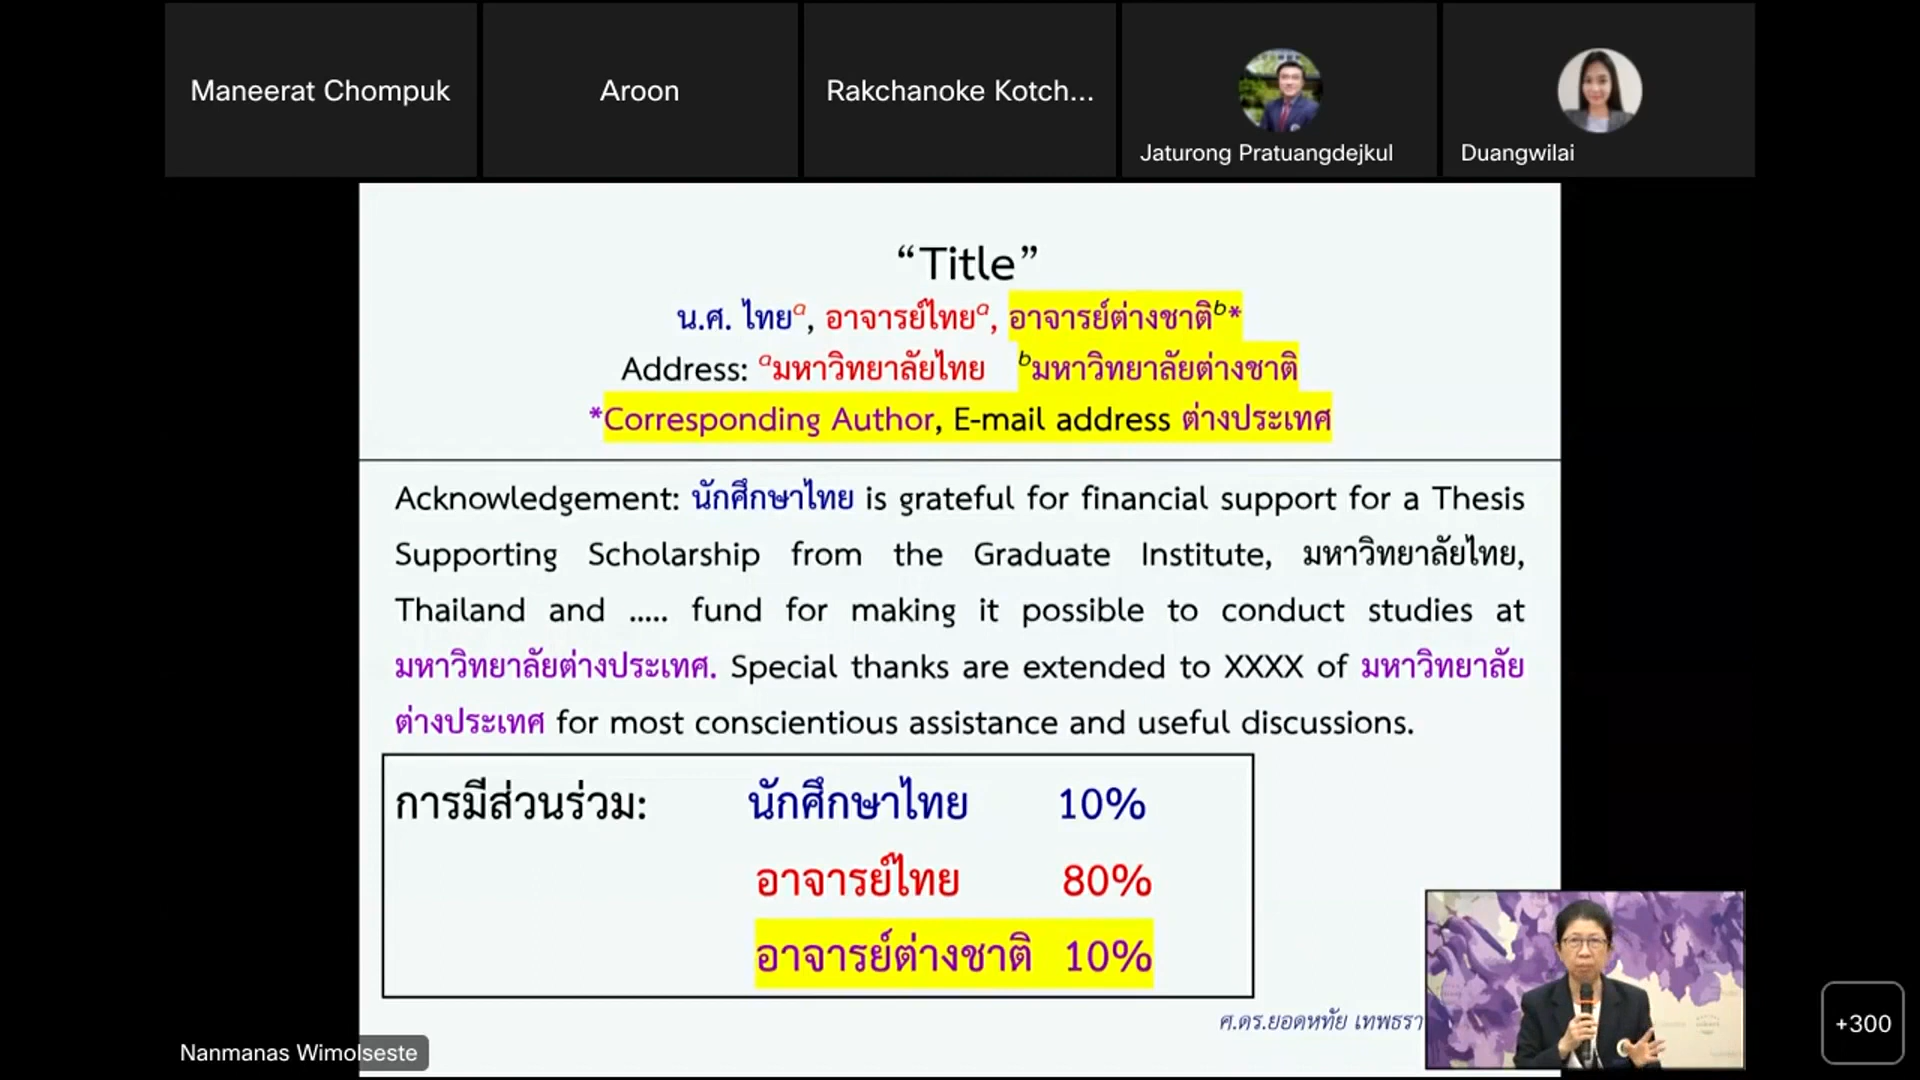 Maneerat Chompuk
Aroon
Rakchanoke Kotch...
Jaturong Pratuangdejkul
Duangwilai
“Title”
น.ศ. ไทยa, อาจารย์ไทยa, อาจารย์ต่างชาติb*
Address: aมหาวิทยาลัยไทย bมหาวิทยาลัยต่างชาติ
*Corresponding Author, E-mail address ต่างประเทศ
Acknowledgement: นักศึกษาไทย is grateful for financial support for a Thesis
Supporting Scholarship from the Graduate Institute, มหาวิทยาลัยไทย,
Thailand and ..... fund for making it possible to conduct studies at
มหาวิทยาลัยต่างประเทศ. Special thanks are extended to XXXX of มหาวิทยาลัย
ต่างประเทศ for most conscientious assistance and useful discussions.
การมีส่วนร่วม: นักศึกษาไทย 10%
อาจารย์ไทย 80%
อาจารย์ต่างชาติ 10%
ศ.ดร.ยอดหทัย เทพธรา
Nanmanas Wimolseste
+300